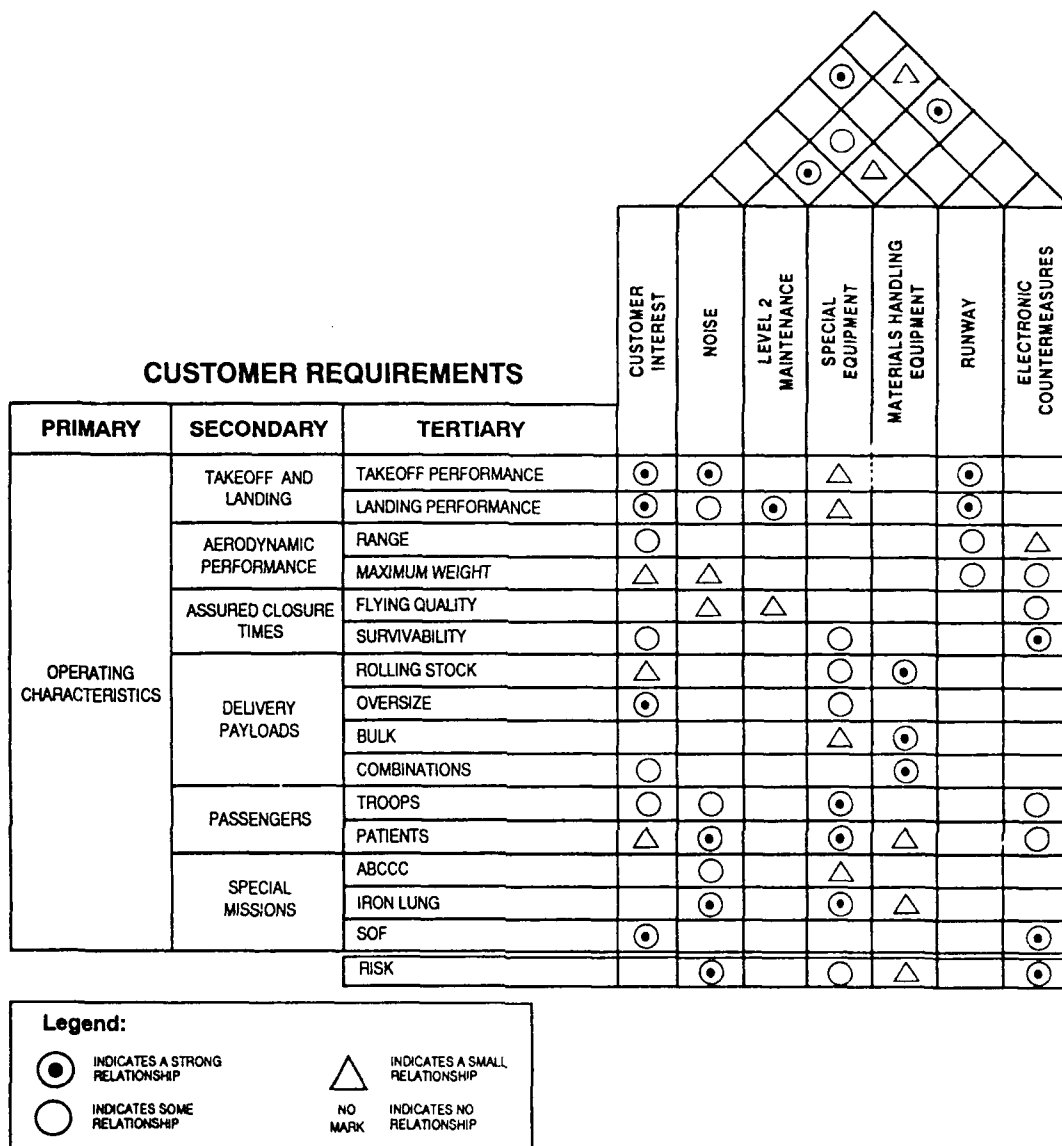 CUSTOMER
INTEREST
NOISE
LEVEL 2
MAINTENANCE
SPECIAL
EQUIPMENT
MATERIALS HANDLING
EQUIPMENT
RUNWAY
ELECTRONIC
COUNTERMEASURES
CUSTOMER REQUIREMENTS
PRIMARY SECONDARY TERTIARY
OPERATING
CHARACTERISTICS
TAKEOFF AND
LANDING
TAKEOFF PERFORMANCE
LANDING PERFORMANCE
AERODYNAMIC
PERFORMANCE
RANGE
MAXIMUM WEIGHT
ASSURED CLOSURE
TIMES
FLYING QUALITY
SURVIVABILITY
DELIVERY
PAYLOADS
ROLLING STOCK
OVERSIZE
BULK
COMBINATIONS
PASSENGERS
TROOPS
PATIENTS
SPECIAL
MISSIONS
ABCCC
IRON LUNG
SOF
RISK
Legend:
INDICATES A STRONG
RELATIONSHIP
INDICATES A SMALL
RELATIONSHIP
INDICATES SOME
RELATIONSHIP
NO
MARK
INDICATES NO
RELATIONSHIP